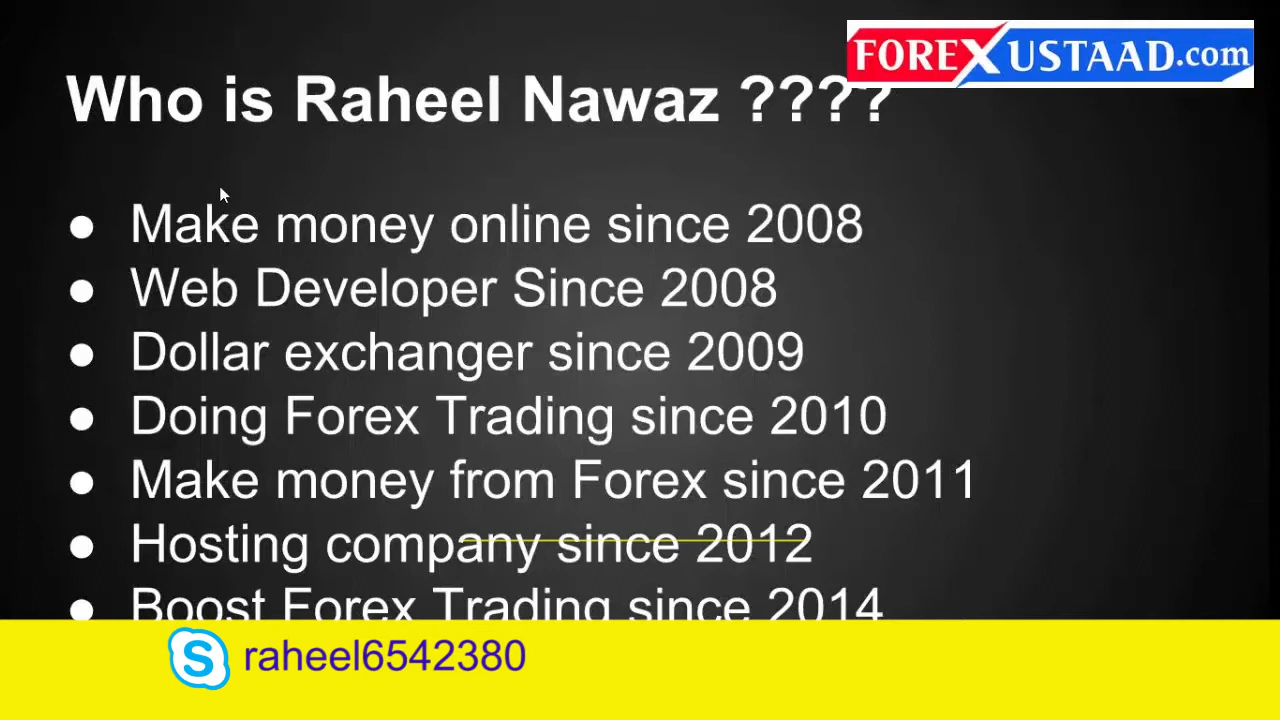 FOREXUSTAAD.com
Who is Raheel Nawaz ????
● Make money online since 2008
● Web Developer Since 2008
● Dollar exchanger since 2009
● Doing Forex Trading since 2010
● Make money from Forex since 2011
● Hosting company since 2012
● Boost Forex Trading since 2014
S raheel6542380